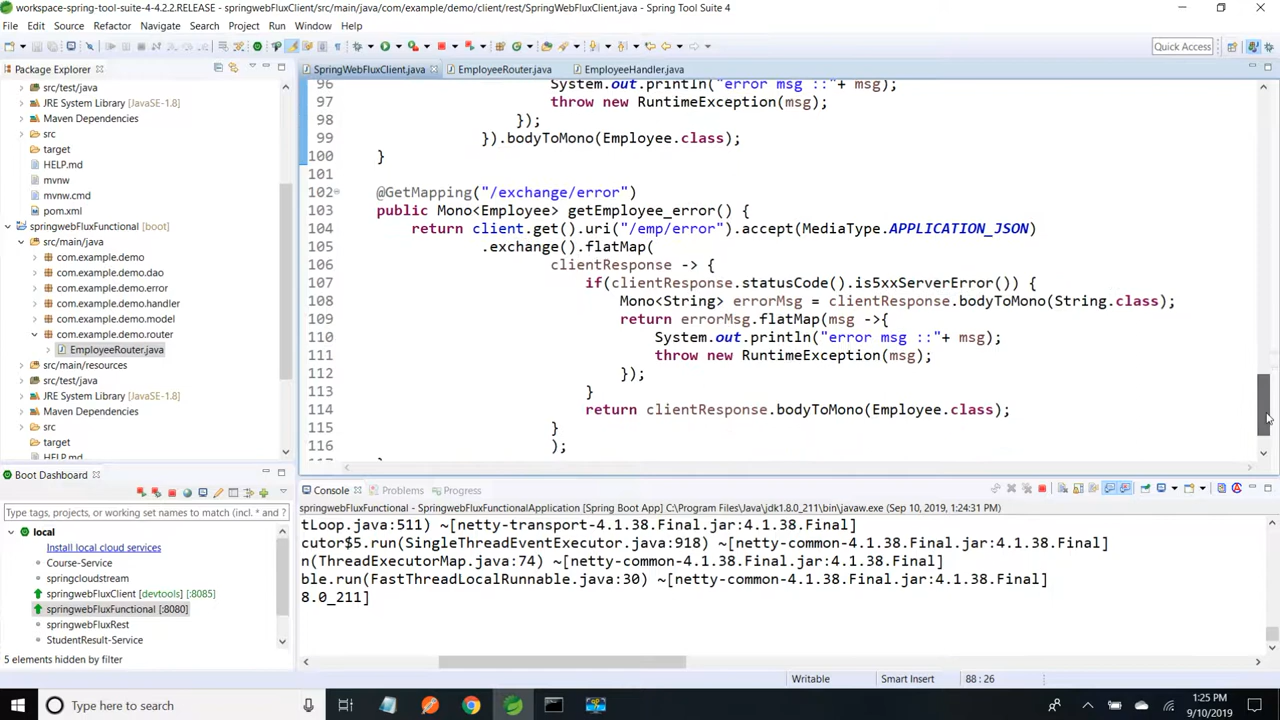 workspace-spring-tool-suite-4-4.2.2.RELEASE - springwebFluxClient/src/main/java/com/example/demo/client/rest/SpringWebFluxClient.java - Spring Tool Suite 4
File Edit Source Refactor Navigate Search Project Run Window Help
Quick Access
Package Explorer
src/test/java
JRE System Library [JavaSE-1.8]
Maven Dependencies
src
target
HELP.md
mvnw
mvnw.cmd
pom.xml
springwebFluxFunctional [boot]
src/main/java
com.example.demo
com.example.demo.dao
com.example.demo.error
com.example.demo.handler
com.example.demo.model
com.example.demo.router
EmployeeRouter.java
src/main/resources
src/test/java
JRE System Library [JavaSE-1.8]
Maven Dependencies
src
target
HELP.md
SpringWebFluxClient.java EmployeeRouter.java EmployeeHandler.java
96 System.out.println("error msg ::"+ msg);
97 throw new RuntimeException(msg);
98 });
99 }).bodyToMono(Employee.class);
100 }
101
102 @GetMapping("/exchange/error")
103 public Mono<Employee> getEmployee_error() {
104 return client.get().uri("/emp/error").accept(MediaType.APPLICATION_JSON)
105 .exchange().flatMap(
106 clientResponse -> {
107 if(clientResponse.statusCode().is5xxServerError()) {
108 Mono<String> errorMsg = clientResponse.bodyToMono(String.class);
109 return errorMsg.flatMap(msg ->{
110 System.out.println("error msg ::"+ msg);
111 throw new RuntimeException(msg);
112 });
113 }
114 return clientResponse.bodyToMono(Employee.class);
115 }
116 );
117 }
Boot Dashboard
Type tags, projects, or working set names to match (incl. * and ?)
local
Install local cloud services
Course-Service
springcloudstream
springwebFluxClient [devtools] [:8085]
springwebFluxFunctional [:8080]
springwebFluxRest
StudentResult-Service
5 elements hidden by filter
Console Problems Progress
springwebFluxFunctional - SpringwebFluxFunctionalApplication [Spring Boot App] C:\Program Files\Java\jdk1.8.0_211\bin\javaw.exe (Sep 10, 2019, 1:24:31 PM)
tLoop.java:511) ~[netty-transport-4.1.38.Final.jar:4.1.38.Final]
cutor$5.run(SingleThreadEventExecutor.java:918) ~[netty-common-4.1.38.Final.jar:4.1.38.Final]
n(ThreadExecutorMap.java:74) ~[netty-common-4.1.38.Final.jar:4.1.38.Final]
ble.run(FastThreadLocalRunnable.java:30) ~[netty-common-4.1.38.Final.jar:4.1.38.Final]
8.0_211]
Writable Smart Insert 88 : 26
Type here to search
1:25 PM
9/10/2019